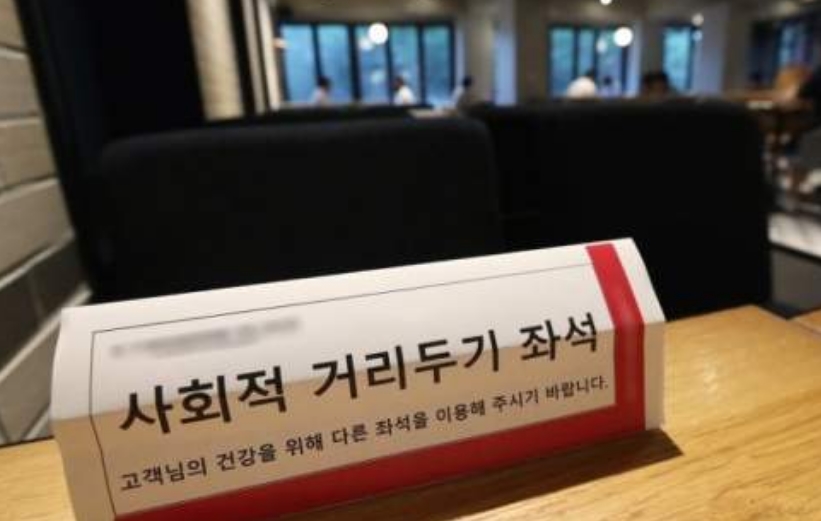 사회적 거리두기 좌석
고객님의 건강을 위해 다른 좌석을 이용해 주시기 바랍니다.